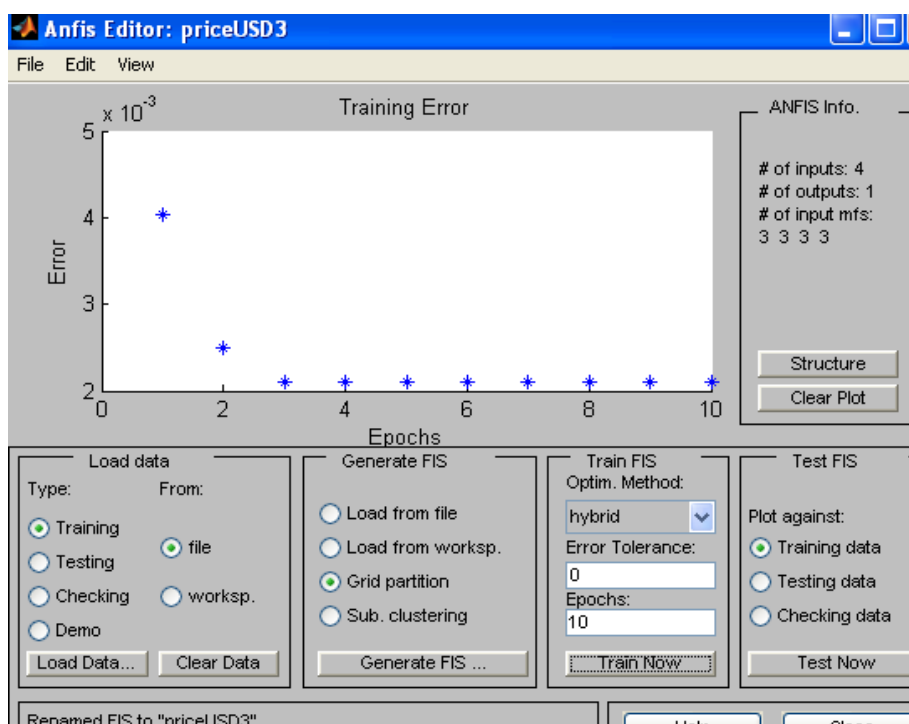 Anfis Editor: priceUSD3
File Edit View
x 10-3
Training Error
5
4
3
2
Error
0 2 4 6 8 10
Epochs
ANFIS Info.
# of inputs: 4
# of outputs: 1
# of input mfs:
3 3 3 3
Structure
Clear Plot
Load data
Type: From:
Training
Testing
Checking
Demo
file
worksp.
Load Data... Clear Data
Generate FIS
Load from file
Load from worksp.
Grid partition
Sub. clustering
Generate FIS ...
Train FIS
Optim. Method:
hybrid
Error Tolerance:
0
Epochs:
10
Train Now
Test FIS
Plot against:
Training data
Testing data
Checking data
Test Now
Renamed FIS to "priceUSD3"
Help Close